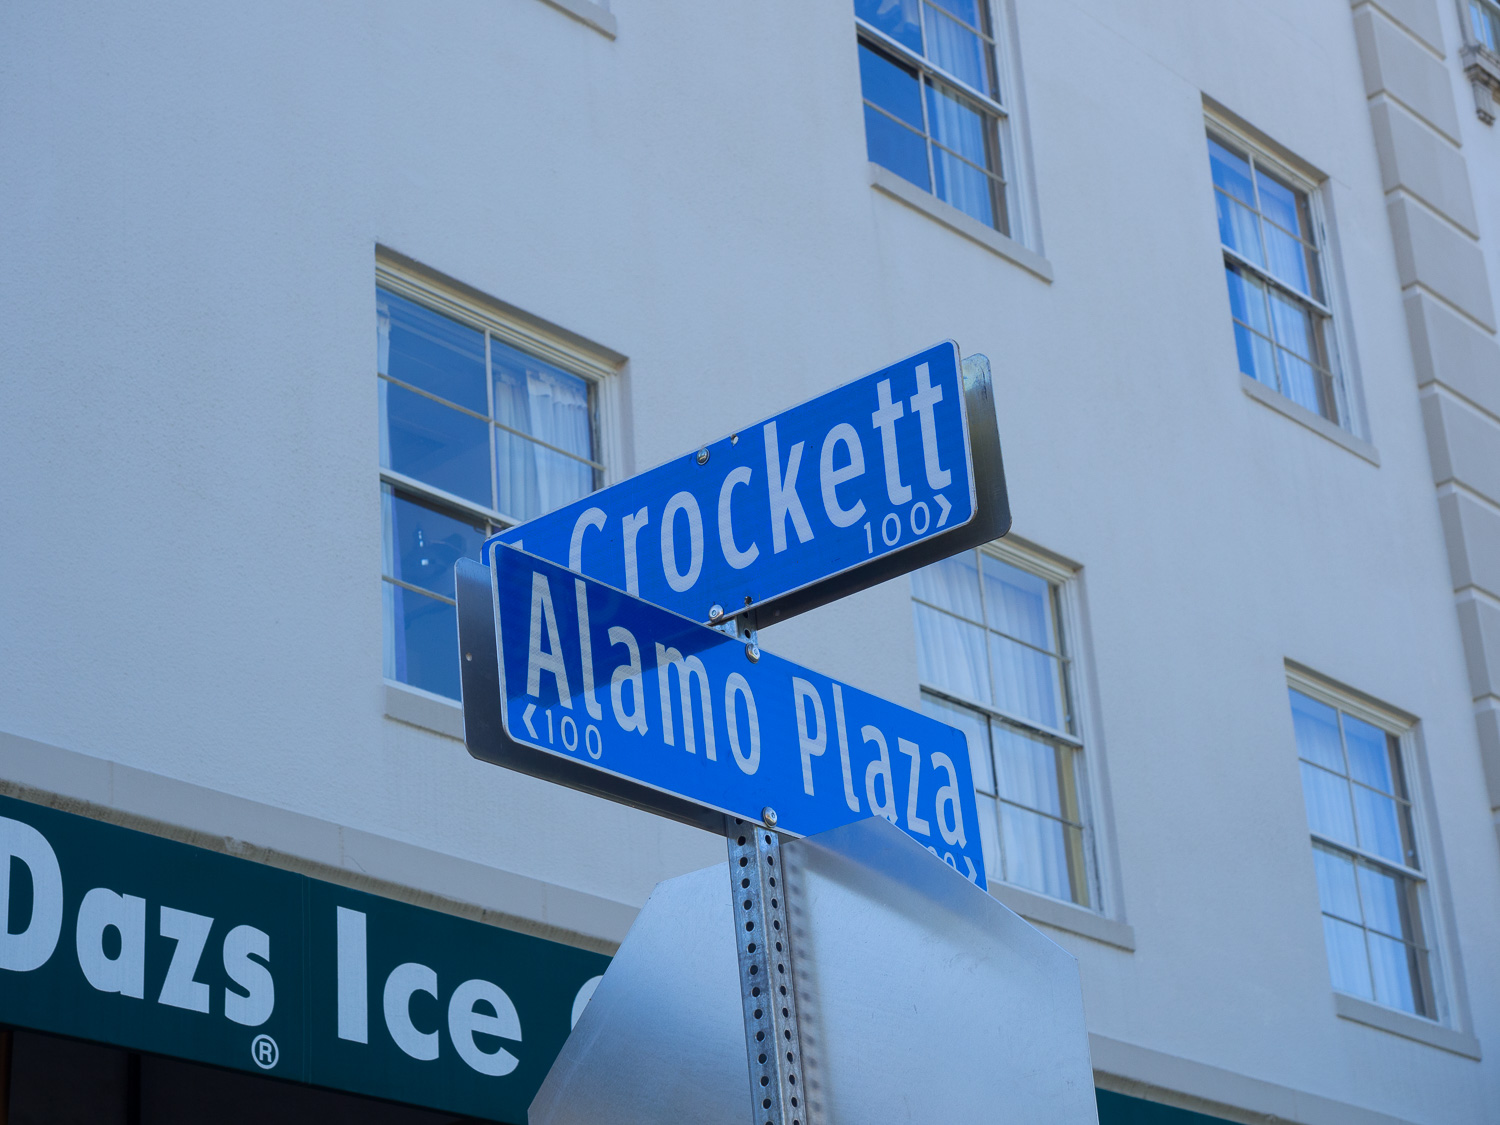 Crockett
100>
Alamo Plaza
<100
Dazs® Ice